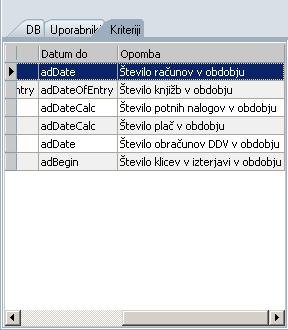 DB Uporabniki Kriteriji
Datum do Opomba
adDate Število računov v obdobju
ntry adDateOfEntry Število knjižb v obdobju
adDateCalc Število potnih nalogov v obdobju
adDateCalc Število plač v obdobju
adDate Število obračunov DDV v obdobju
adBegin Število klicev v izterjavi v obdobju